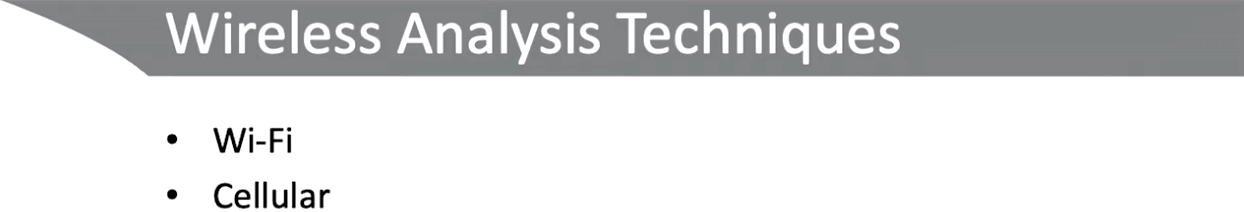 Wireless Analysis Techniques
• Wi-Fi
• Cellular